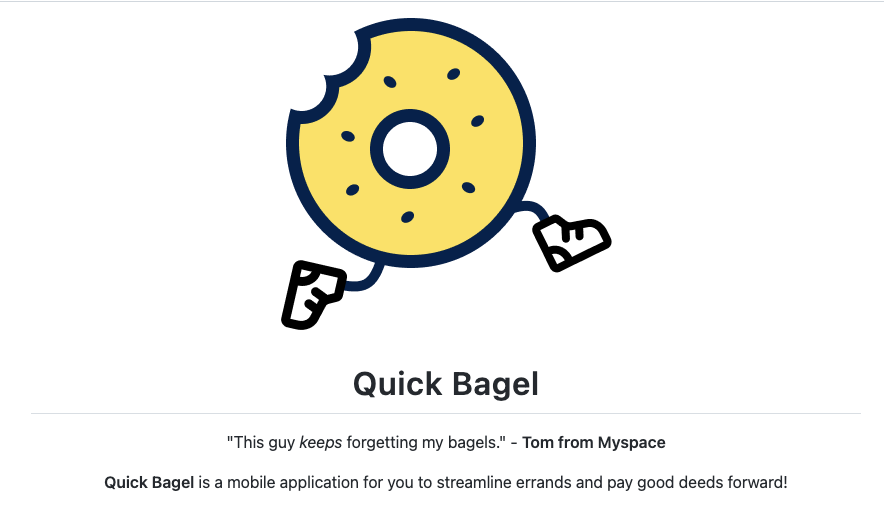 Quick Bagel
"This guy keeps forgetting my bagels." - Tom from Myspace
Quick Bagel is a mobile application for you to streamline errands and pay good deeds forward!